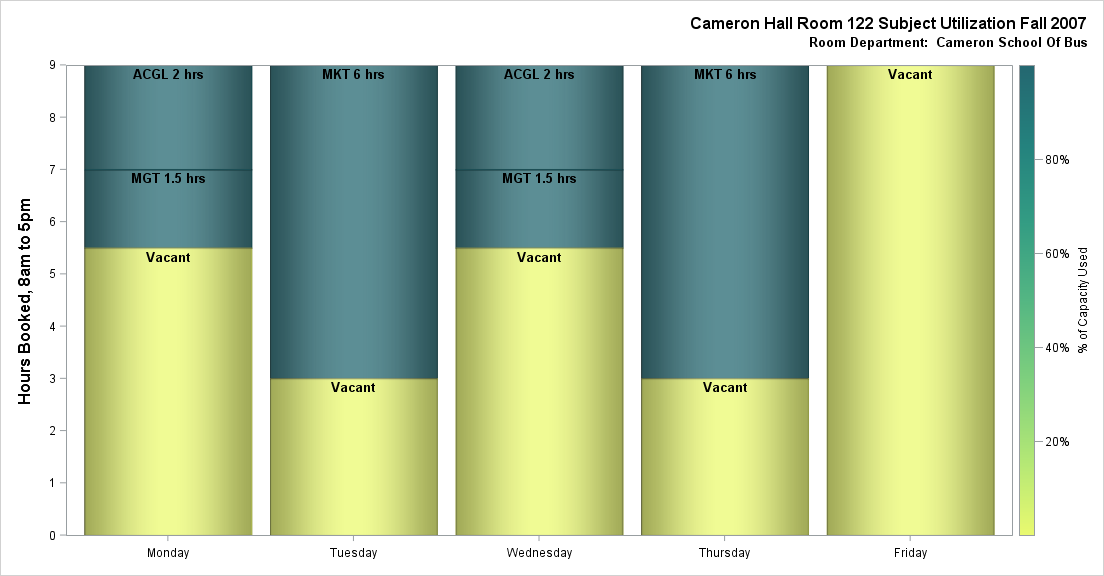 Cameron Hall Room 122 Subject Utilization Fall 2007
Room Department:  Cameron School Of Bus
Hours Booked, 8am to 5pm
9
8
7
6
5
4
3
2
1
0
ACGL 2 hrs
MGT 1.5 hrs
Vacant
MKT 6 hrs
Vacant
ACGL 2 hrs
MGT 1.5 hrs
Vacant
MKT 6 hrs
Vacant
Vacant
Monday
Tuesday
Wednesday
Thursday
Friday
80%
60%
40%
20%
% of Capacity Used